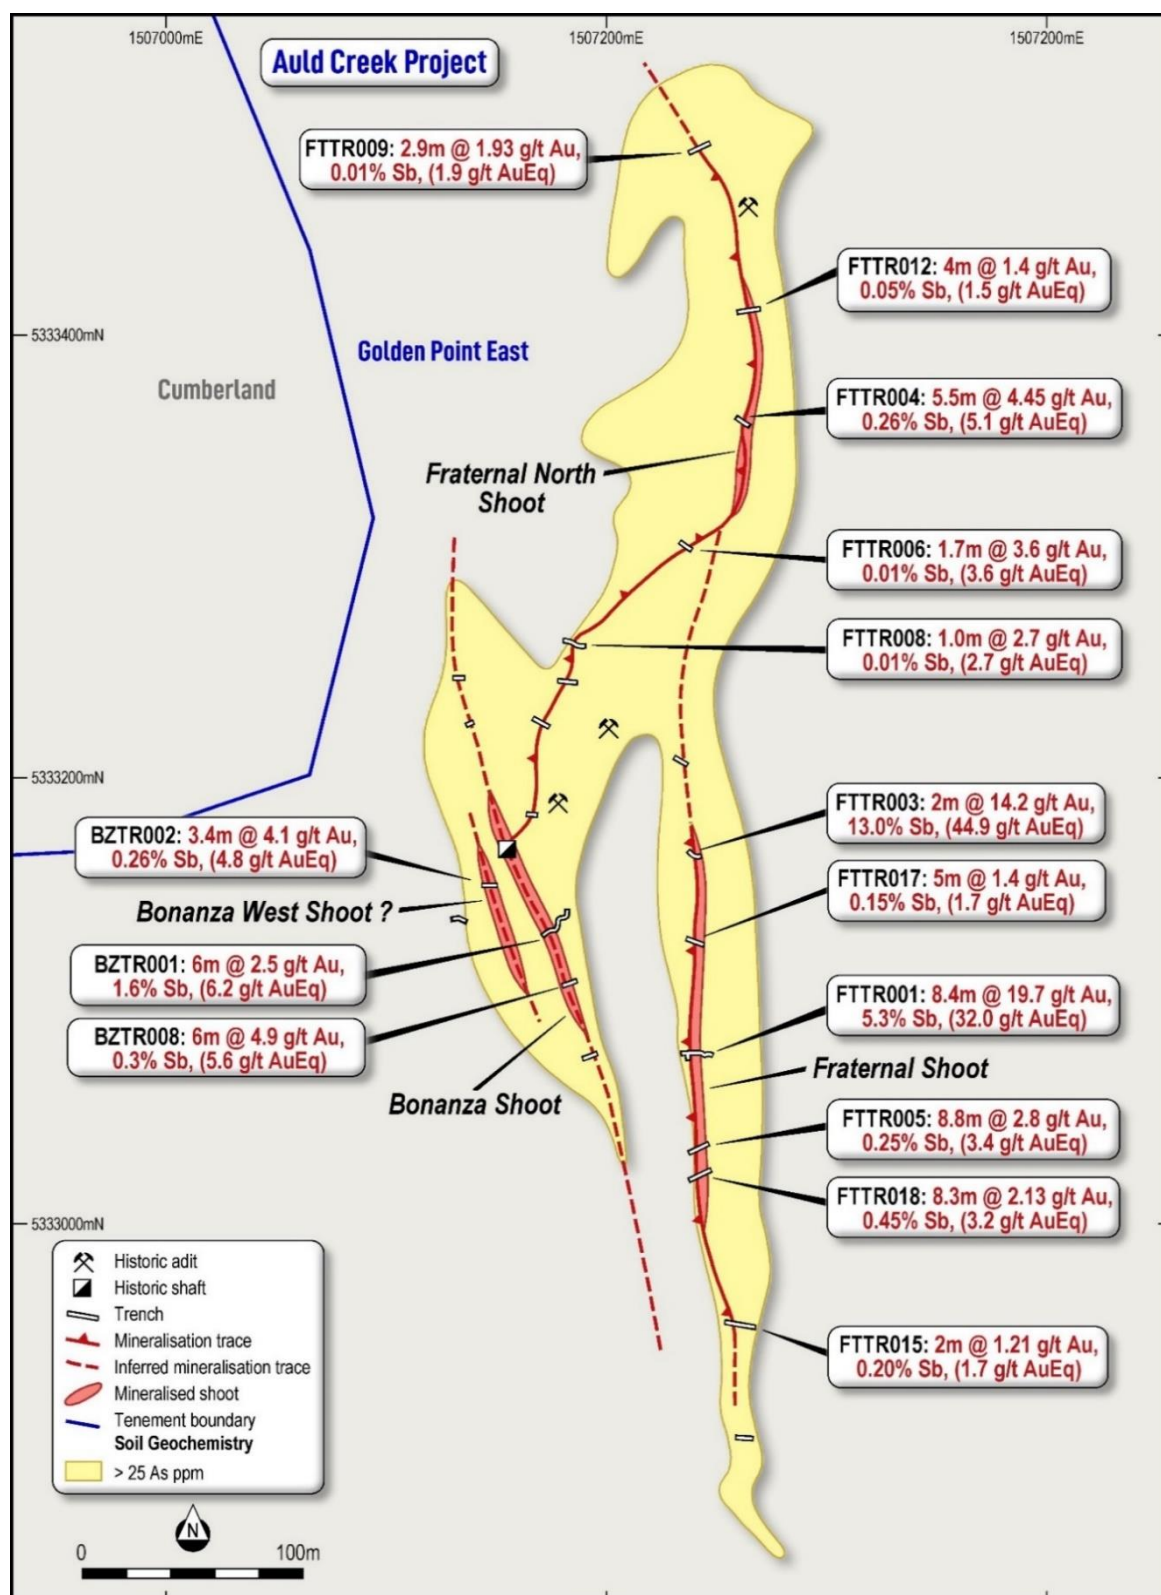 1507000mE
1507200mE
1507200mE
Auld Creek Project
FTTR009: 2.9m @ 1.93 g/t Au,
0.01% Sb, (1.9 g/t AuEq)
FTTR012: 4m @ 1.4 g/t Au,
0.05% Sb, (1.5 g/t AuEq)
5333400mN
Golden Point East
Cumberland
FTTR004: 5.5m @ 4.45 g/t Au,
0.26% Sb, (5.1 g/t AuEq)
Fraternal North
Shoot
FTTR006: 1.7m @ 3.6 g/t Au,
0.01% Sb, (3.6 g/t AuEq)
FTTR008: 1.0m @ 2.7 g/t Au,
0.01% Sb, (2.7 g/t AuEq)
5333200mN
FTTR003: 2m @ 14.2 g/t Au,
13.0% Sb, (44.9 g/t AuEq)
BZTR002: 3.4m @ 4.1 g/t Au,
0.26% Sb, (4.8 g/t AuEq)
FTTR017: 5m @ 1.4 g/t Au,
0.15% Sb, (1.7 g/t AuEq)
Bonanza West Shoot ?
BZTR001: 6m @ 2.5 g/t Au,
1.6% Sb, (6.2 g/t AuEq)
FTTR001: 8.4m @ 19.7 g/t Au,
5.3% Sb, (32.0 g/t AuEq)
BZTR008: 6m @ 4.9 g/t Au,
0.3% Sb, (5.6 g/t AuEq)
Fraternal Shoot
Bonanza Shoot
FTTR005: 8.8m @ 2.8 g/t Au,
0.25% Sb, (3.4 g/t AuEq)
FTTR018: 8.3m @ 2.13 g/t Au,
0.45% Sb, (3.2 g/t AuEq)
5333000mN
FTTR015: 2m @ 1.21 g/t Au,
0.20% Sb, (1.7 g/t AuEq)
Historic adit
Historic shaft
Trench
Mineralisation trace
Inferred mineralisation trace
Mineralised shoot
Tenement boundary
Soil Geochemistry
> 25 As ppm
N
0 100m